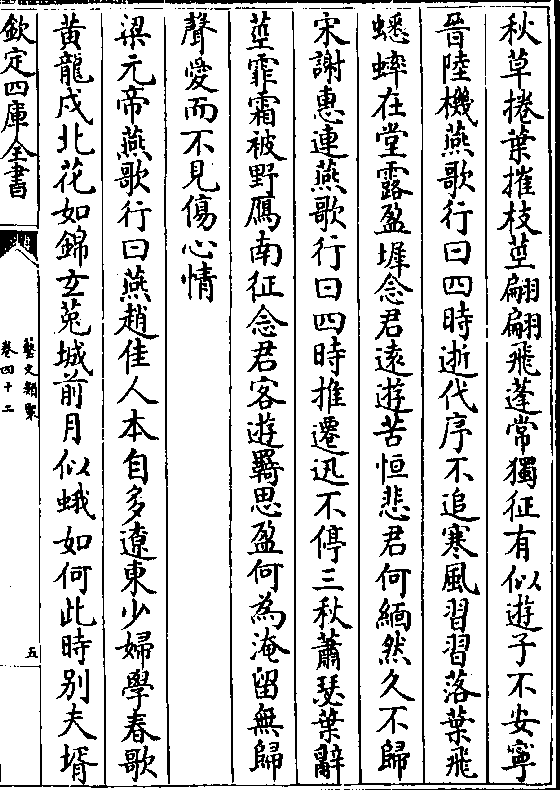 秋草捲葉摧枝莖翩翩飛蓬常獨征有似遊子不安寧
晉陸機燕歌行曰四時逝代序不追寒風習習落葉飛
蟋蟀在堂露盈墀念君遠遊苦恒悲君何緬然久不歸
宋謝惠連燕歌行曰四時推遷迅不停三秋蕭瑟葉辭
莖霏霜被野鴈南征念君客遊羇思盈何為淹留無歸
聲愛而不見傷心情
梁元帝燕歌行曰燕趙佳人本自多遼東少婦學春歌
黃龍戍北花如錦玄菟城前月似蛾如何此時别夫壻
欽定四庫全書
藝文類聚
卷四十二
五